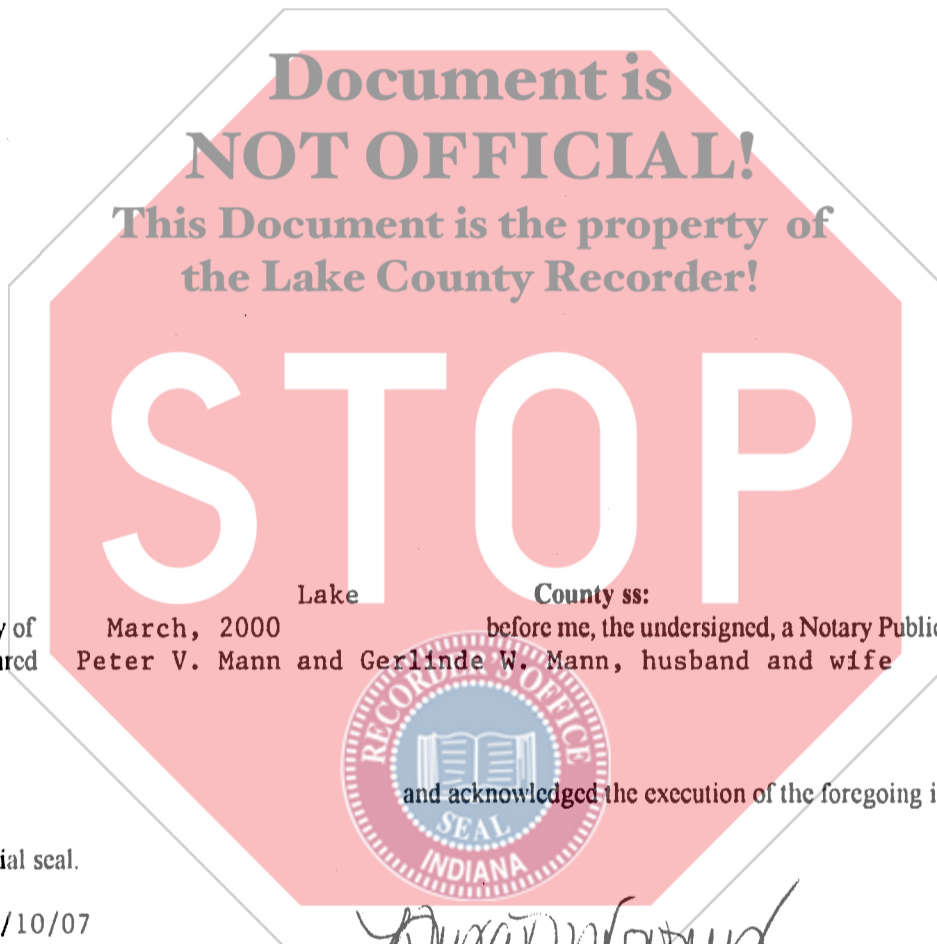 Document is
NOT OFFICIAL!
This Document is the property of
the Lake County Recorder!
STOP
Lake County ss:
y of March, 2000 before me, the undersigned, a Notary Public
ared Peter V. Mann and Gerlinde W. Mann, husband and wife
RECORDER'S OFFICE
and acknowledged the execution of the foregoing i
SEAL
INDIANA
ial seal.
/10/07